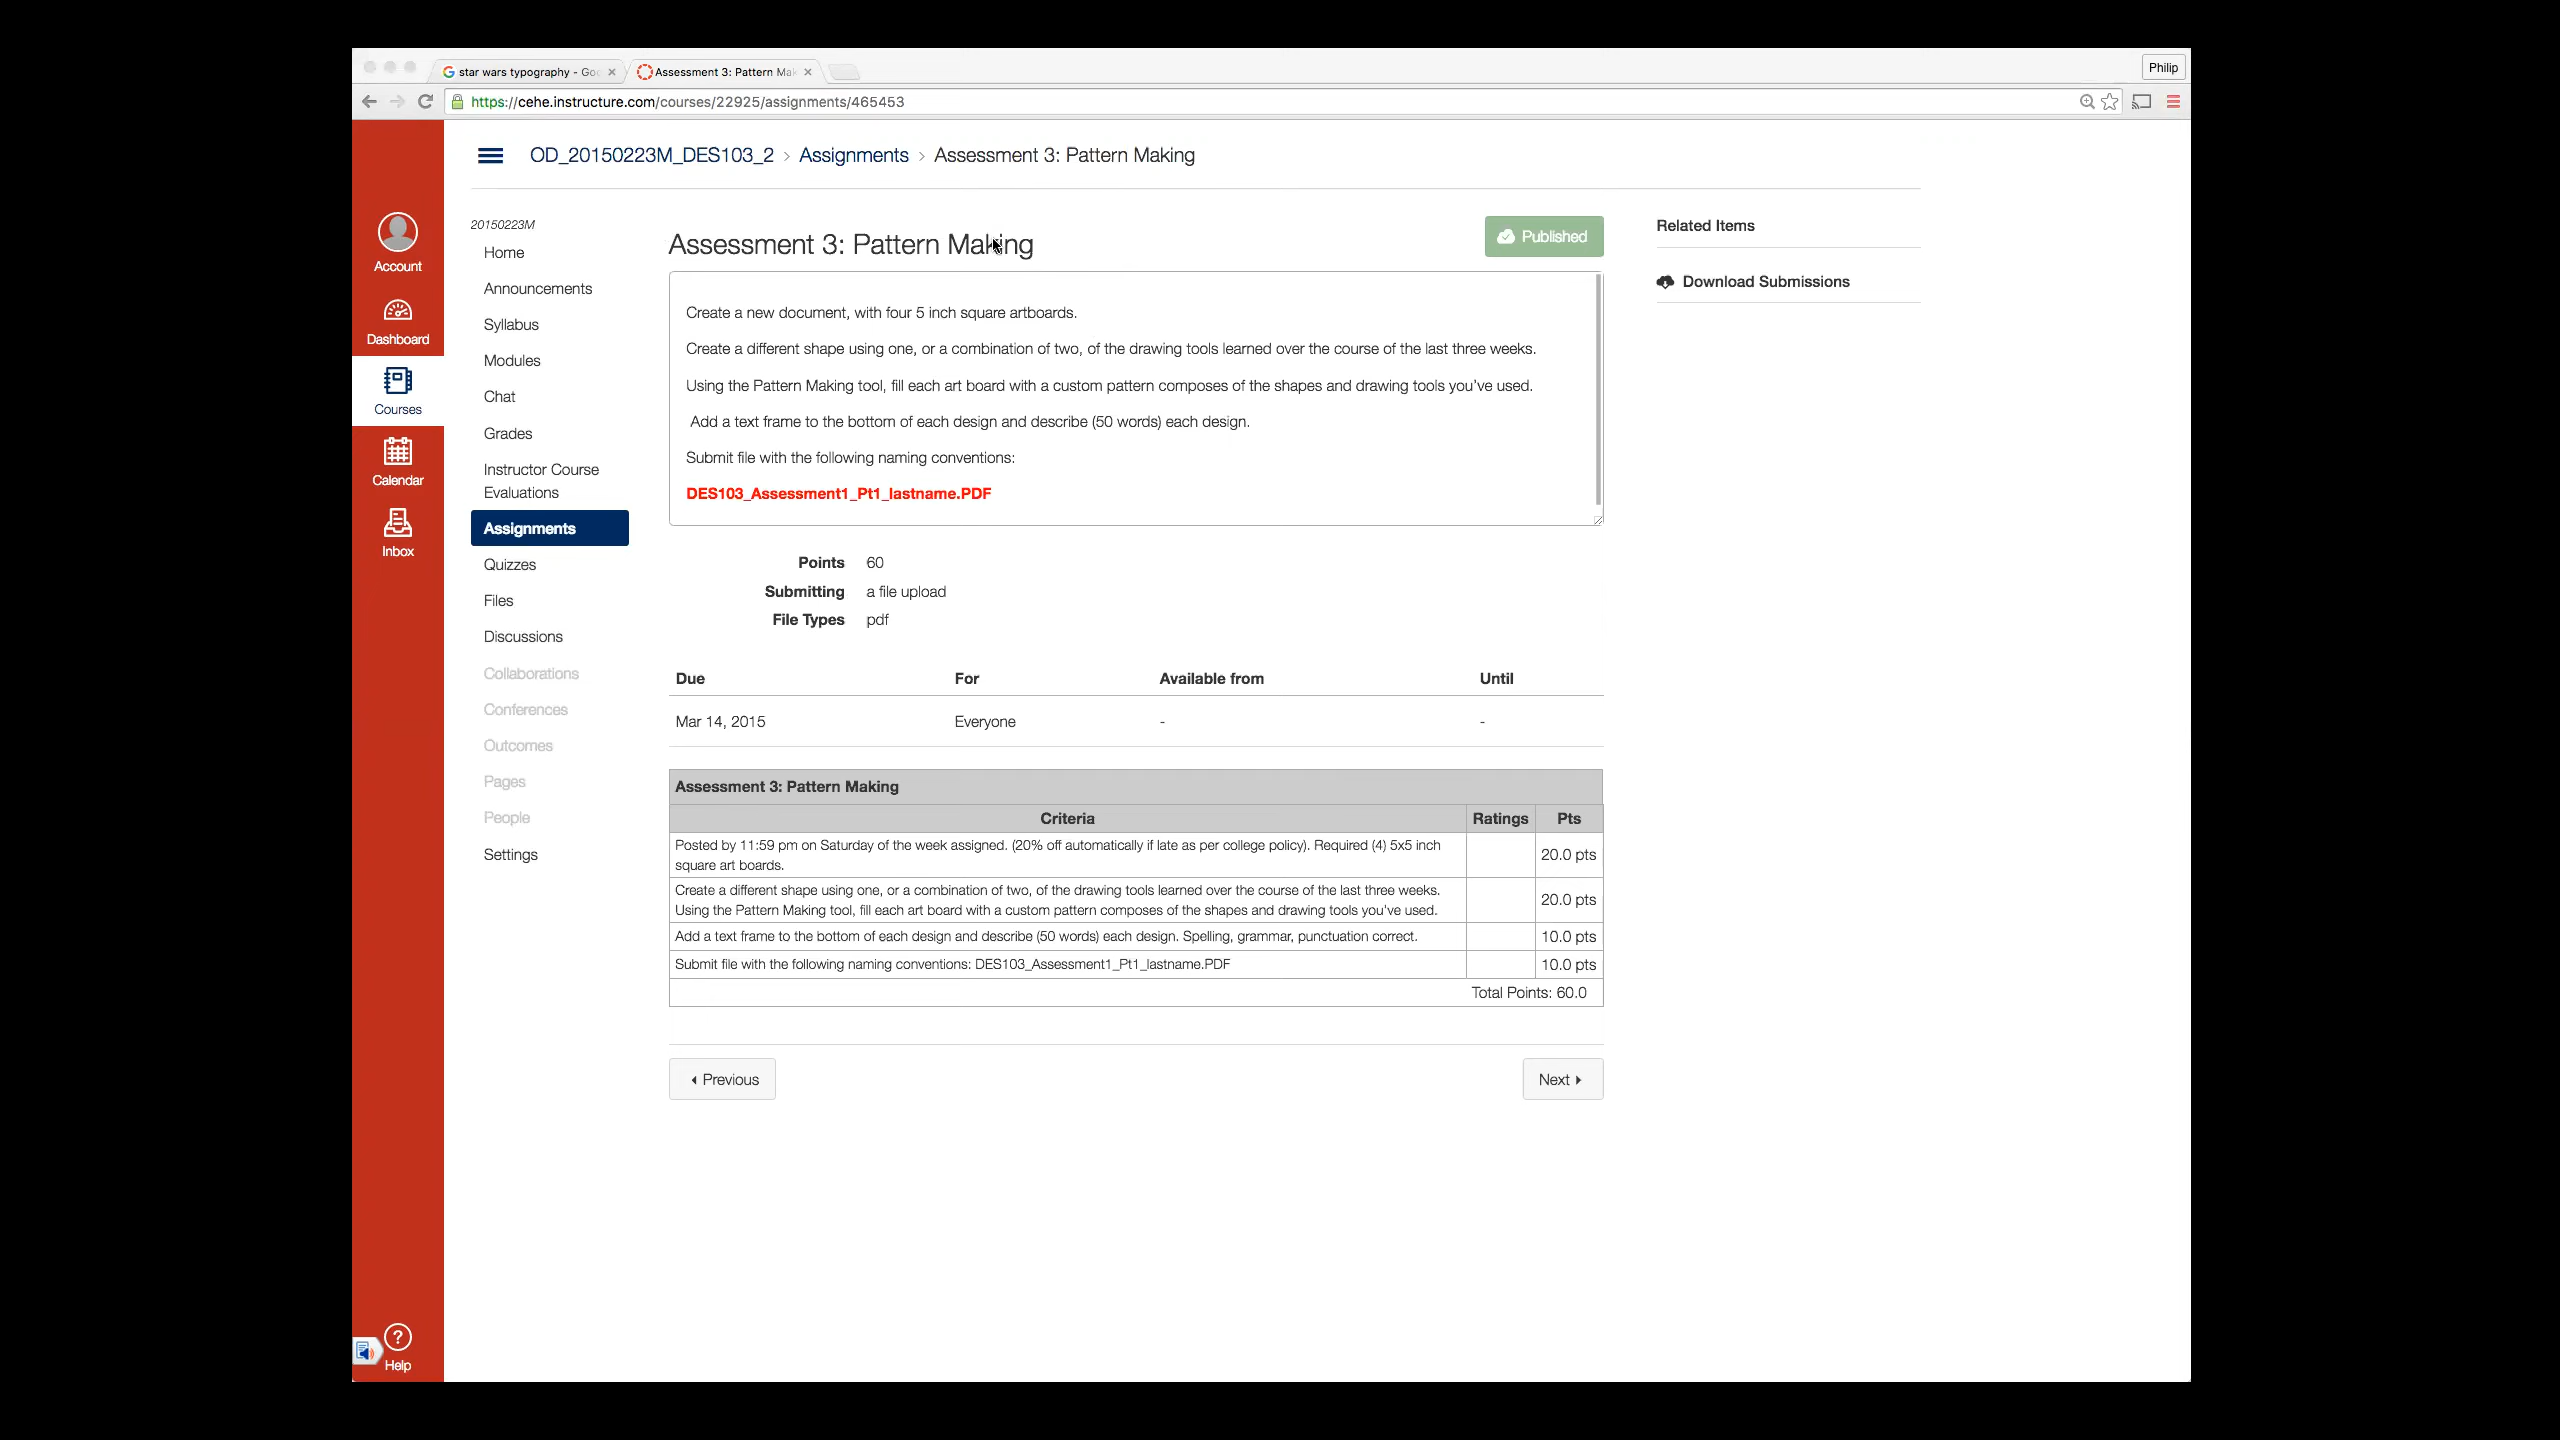 star wars typography - Goo
Assessment 3: Pattern Mak
Philip
https://cehe.instructure.com/courses/22925/assignments/465453
OD_20150223M_DES103_2 > Assignments > Assessment 3: Pattern Making
Account
Dashboard
Courses
Calendar
Inbox
Help
20150223M
Home
Announcements
Syllabus
Modules
Chat
Grades
Instructor Course
Evaluations
Assignments
Quizzes
Files
Discussions
Collaborations
Conferences
Outcomes
Pages
People
Settings
Assessment 3: Pattern Making
Published
Create a new document, with four 5 inch square artboards.
Create a different shape using one, or a combination of two, of the drawing tools learned over the course of the last three weeks.
Using the Pattern Making tool, fill each art board with a custom pattern composes of the shapes and drawing tools you've used.
Add a text frame to the bottom of each design and describe (50 words) each design.
Submit file with the following naming conventions:
DES103_Assessment1_Pt1_lastname.PDF
Points 60
Submitting a file upload
File Types pdf
Due For Available from Until
Mar 14, 2015 Everyone - -
Assessment 3: Pattern Making
Criteria Ratings Pts
Posted by 11:59 pm on Saturday of the week assigned. (20% off automatically if late as per college policy). Required (4) 5x5 inch
square art boards.
20.0 pts
Create a different shape using one, or a combination of two, of the drawing tools learned over the course of the last three weeks.
Using the Pattern Making tool, fill each art board with a custom pattern composes of the shapes and drawing tools you've used.
20.0 pts
Add a text frame to the bottom of each design and describe (50 words) each design. Spelling, grammar, punctuation correct. 10.0 pts
Submit file with the following naming conventions: DES103_Assessment1_Pt1_lastname.PDF 10.0 pts
Total Points: 60.0
Previous
Next
Related Items
Download Submissions